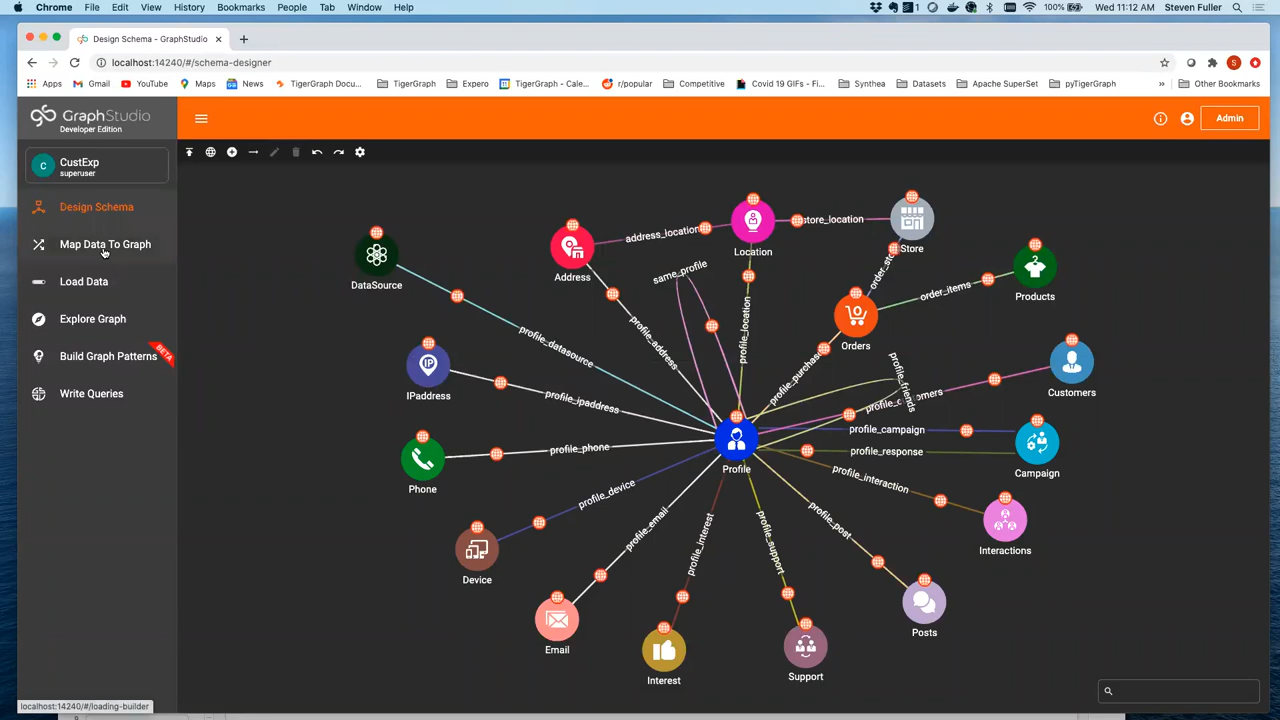 Chrome File Edit View History Bookmarks People Tab Window Help
1 100% Wed 11:12 AM Steven Fuller
Design Schema - GraphStudio
localhost:14240/#/schema-designer
S
Apps Gmail YouTube Maps News TigerGraph Docu... TigerGraph Expero TigerGraph - Cale... r/popular Competitive Covid 19 GIFs - Fi... Synthea Datasets Apache SuperSet pyTigerGraph » Other Bookmarks
GraphStudio
Developer Edition
Admin
C
CustExp
superuser
Design Schema
Map Data To Graph
Load Data
Explore Graph
Build Graph Patterns
BETA
Write Queries
DataSource
Address
address_location
Location
store_location
Store
same_profile
order_items
Products
Orders
profile_datasource
profile_address
profile_location
profile_purchase
profile_friends
Customers
IP
IPaddress
profile_ipaddress
profile_campaign
Campaign
profile_phone
Phone
Profile
profile_response
profile_device
Device
profile_interaction
Interactions
profile_email
Email
profile_interest
Interest
profile_support
Support
profile_post
Posts
localhost:14240/#/loading-builder